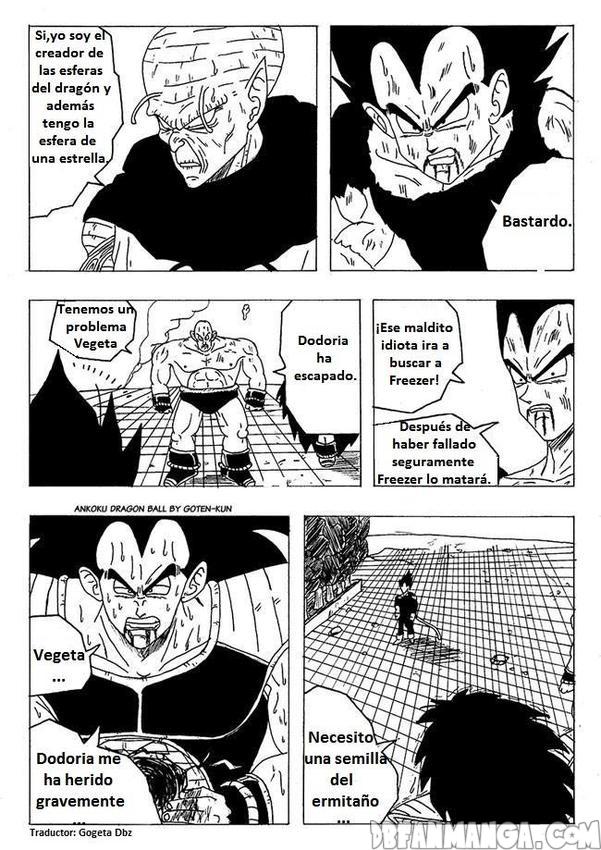 Si,yo soy el
creador de
las esferas
del dragón y
además
tengo la
esfera de
una estrella.
Bastardo.
Tenemos un
problema
Vegeta
Dodoria
ha
escapado.
¡Ese maldito
idiota ira a
buscar a
Freezer!
Después de
haber fallado
seguramente
Freezer lo matará.
ANKOKU DRAGON BALL BY GOTEN-KUN
Vegeta
...
Dodoria me
ha herido
gravemente
...
Necesito
una semilla
del
ermitaño
...
Traductor: Gogeta Dbz
DBFANMANGA.COM